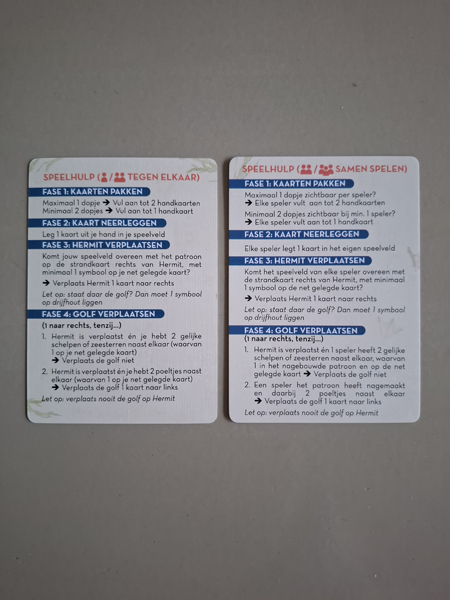 SPEELHULP ( / TEGEN ELKAAR)
FASE 1: KAARTEN PAKKEN
Maximaal 1 dopje → Vul aan tot 2 handkaarten
Minimaal 2 dopjes → Vul aan tot 1 handkaart
FASE 2: KAART NEERLEGGEN
Leg 1 kaart uit je hand in je speelveld
FASE 3: HERMIT VERPLAATSEN
Komt jouw speelveld overeen met het patroon
op de strandkaart rechts van Hermit, met
minimaal 1 symbool op je net gelegde kaart?
→ Verplaats Hermit 1 kaart naar rechts
Let op: staat daar de golf? Dan moet 1 symbool
op drijfhout liggen
FASE 4: GOLF VERPLAATSEN
(1 naar rechts, tenzij...)
1. Hermit is verplaatst én je hebt 2 gelijke
schelpen of zeesterren naast elkaar (waarvan
1 op je net gelegde kaart)
→ Verplaats de golf niet
2. Hermit is verplaatst én je hebt 2 poeltjes naast
elkaar (waarvan 1 op je net gelegde kaart)
→ Verplaats de golf 1 kaart naar links
Let op: verplaats nooit de golf op Hermit
SPEELHULP ( / SAMEN SPELEN)
FASE 1: KAARTEN PAKKEN
Maximaal 1 dopje zichtbaar per speler?
→ Elke speler vult aan tot 2 handkaarten
Minimaal 2 dopjes zichtbaar bij min. 1 speler?
→ Elke speler vult aan tot 1 handkaart
FASE 2: KAART NEERLEGGEN
Elke speler legt 1 kaart in het eigen speelveld
FASE 3: HERMIT VERPLAATSEN
Komt het speelveld van elke speler overeen met
de strandkaart rechts van Hermit, met minimaal
1 symbool op de net gelegde kaart?
→ Verplaats Hermit 1 kaart naar rechts
Let op: staat daar de golf? Dan moet 1 symbool
op drijfhout liggen
FASE 4: GOLF VERPLAATSEN
(1 naar rechts, tenzij...)
1. Hermit is verplaatst én 1 speler heeft 2 gelijke
schelpen of zeesterren naast elkaar, waarvan
1 in het nagebouwde patroon en op de net
gelegde kaart → Verplaats de golf niet
2. Een speler het patroon heeft nagemaakt
en daarbij 2 poeltjes naast elkaar
→ Verplaats de golf 1 kaart naar links
Let op: verplaats nooit de golf op Hermit